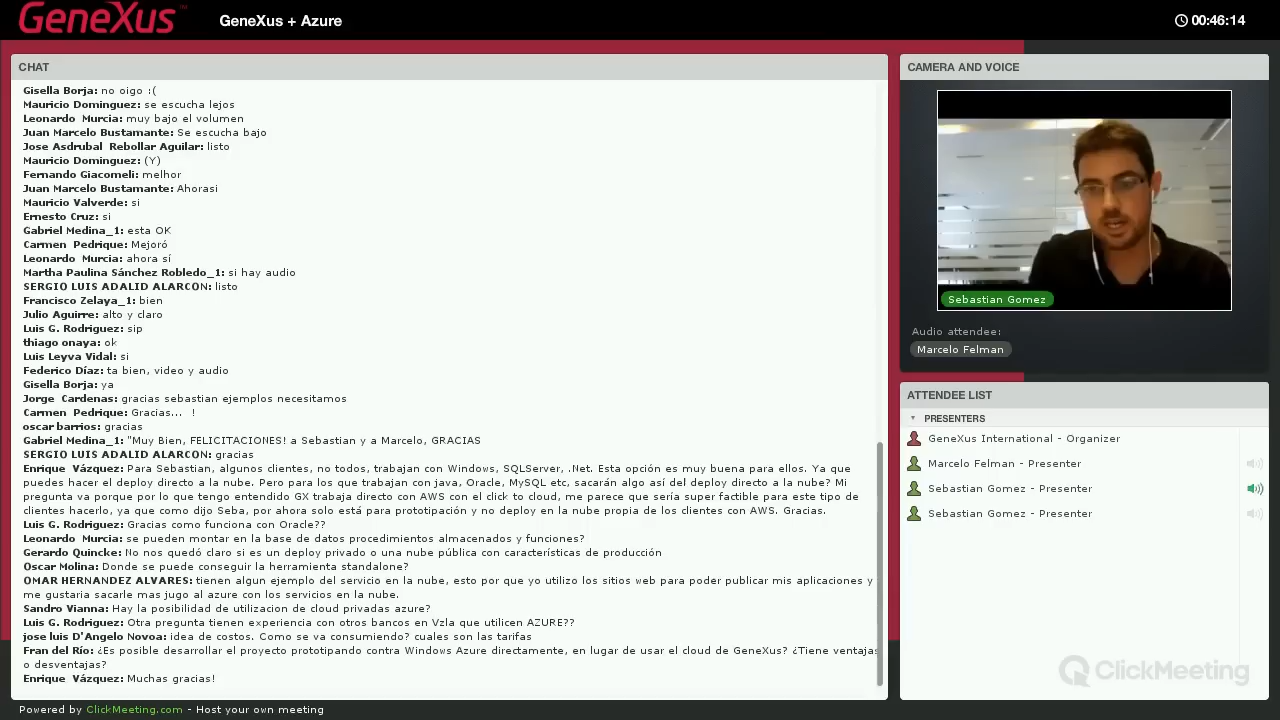 GeneXus™
GeneXus + Azure
00:46:14
CHAT
Gisella Borja: no oigo :(
Mauricio Dominguez: se escucha lejos
Leonardo Murcia: muy bajo el volumen
Juan Marcelo Bustamante: Se escucha bajo
Jose Asdrubal Rebollar Aguilar: listo
Mauricio Dominguez: (Y)
Fernando Giacomeli: melhor
Juan Marcelo Bustamante: Ahorasi
Mauricio Valverde: si
Ernesto Cruz: si
Gabriel Medina_1: esta OK
Carmen Pedrique: Mejoró
Leonardo Murcia: ahora sí
Martha Paulina Sánchez Robledo_1: si hay audio
SERGIO LUIS ADALID ALARCON: listo
Francisco Zelaya_1: bien
Julio Aguirre: alto y claro
Luis G. Rodriguez: sip
thiago onaya: ok
Luis Leyva Vidal: si
Federico Díaz: ta bien, video y audio
Gisella Borja: ya
Jorge Cardenas: gracias sebastian ejemplos necesitamos
Carmen Pedrique: Gracias... !
oscar barrios: gracias
Gabriel Medina_1: "Muy Bien, FELICITACIONES! a Sebastian y a Marcelo, GRACIAS
SERGIO LUIS ADALID ALARCON: gracias
Enrique Vázquez: Para Sebastian, algunos clientes, no todos, trabajan con Windows, SQLServer, .Net. Esta opción es muy buena para ellos. Ya que
puedes hacer el deploy directo a la nube. Pero para los que trabajan con java, Oracle, MySQL etc, sacarán algo así del deploy directo a la nube? Mi
pregunta va porque por lo que tengo entendido GX trabaja directo con AWS con el click to cloud, me parece que sería super factible para este tipo de
clientes hacerlo, ya que como dijo Seba, por ahora solo está para prototipación y no deploy en la nube propia de los clientes con AWS. Gracias.
Luis G. Rodriguez: Gracias como funciona con Oracle??
Leonardo Murcia: se pueden montar en la base de datos procedimientos almacenados y funciones?
Gerardo Quincke: No nos quedó claro si es un deploy privado o una nube pública con características de producción
Oscar Molina: Donde se puede conseguir la herramienta standalone?
OMAR HERNANDEZ ALVARES: tienen algun ejemplo del servicio en la nube, esto por que yo utilizo los sitios web para poder publicar mis aplicaciones y
me gustaria sacarle mas jugo al azure con los servicios en la nube.
Sandro Vianna: Hay la posibilidad de utilizacion de cloud privadas azure?
Luis G. Rodriguez: Otra pregunta tienen experiencia con otros bancos en Vzla que utilicen AZURE??
jose luis D'Angelo Novoa: idea de costos. Como se va consumiendo? cuales son las tarifas
Fran del Río: ¿Es posible desarrollar el proyecto prototipando contra Windows Azure directamente, en lugar de usar el cloud de GeneXus? ¿Tiene ventajas
o desventajas?
Enrique Vázquez: Muchas gracias!
CAMERA AND VOICE
Sebastian Gomez
Audio attendee:
Marcelo Felman
ATTENDEE LIST
PRESENTERS
GeneXus International - Organizer
Marcelo Felman - Presenter
Sebastian Gomez - Presenter
Sebastian Gomez - Presenter
ClickMeeting
Powered by ClickMeeting.com - Host your own meeting